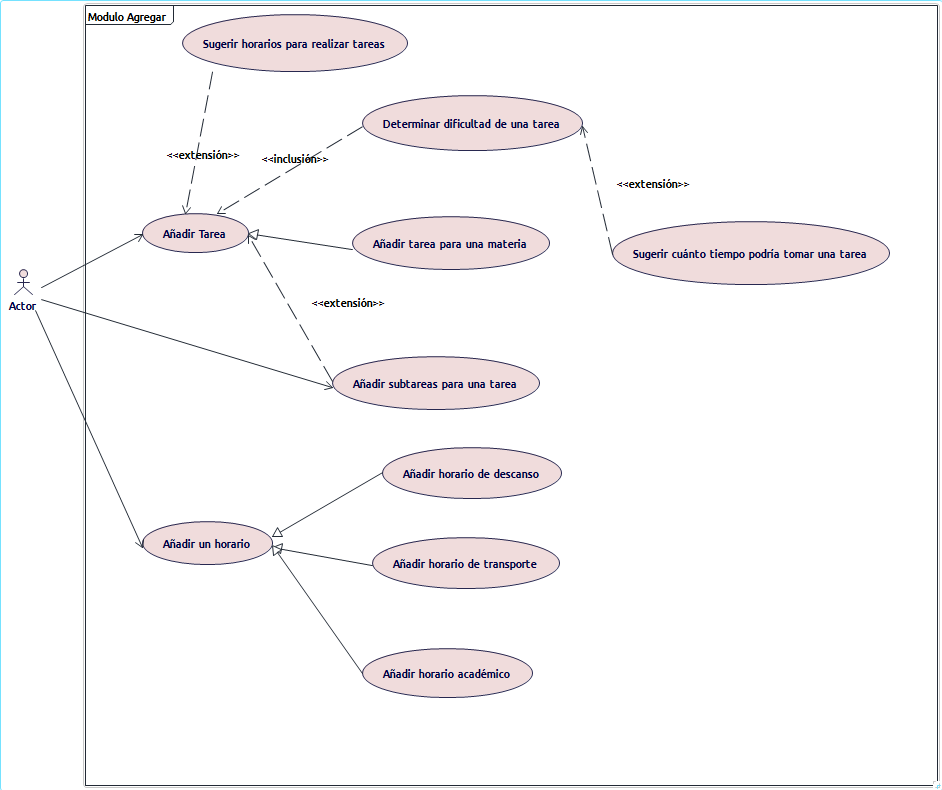 Modulo Agregar
Sugerir horarios para realizar tareas
Determinar dificultad de una tarea
<<extensión>>
<<inclusión>>
<<extensión>>
Añadir Tarea
Añadir tarea para una materia
Sugerir cuánto tiempo podría tomar una tarea
Actor
<<extensión>>
Añadir subtareas para una tarea
Añadir horario de descanso
Añadir un horario
Añadir horario de transporte
Añadir horario académico